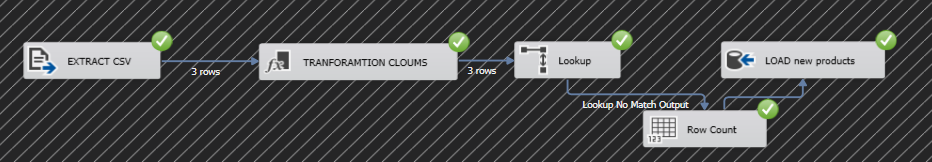 EXTRACT CSV
3 rows
TRANFORAMTION CLOUMS
3 rows
Lookup
Lookup No Match Output
fx
123
Row Count
LOAD new products